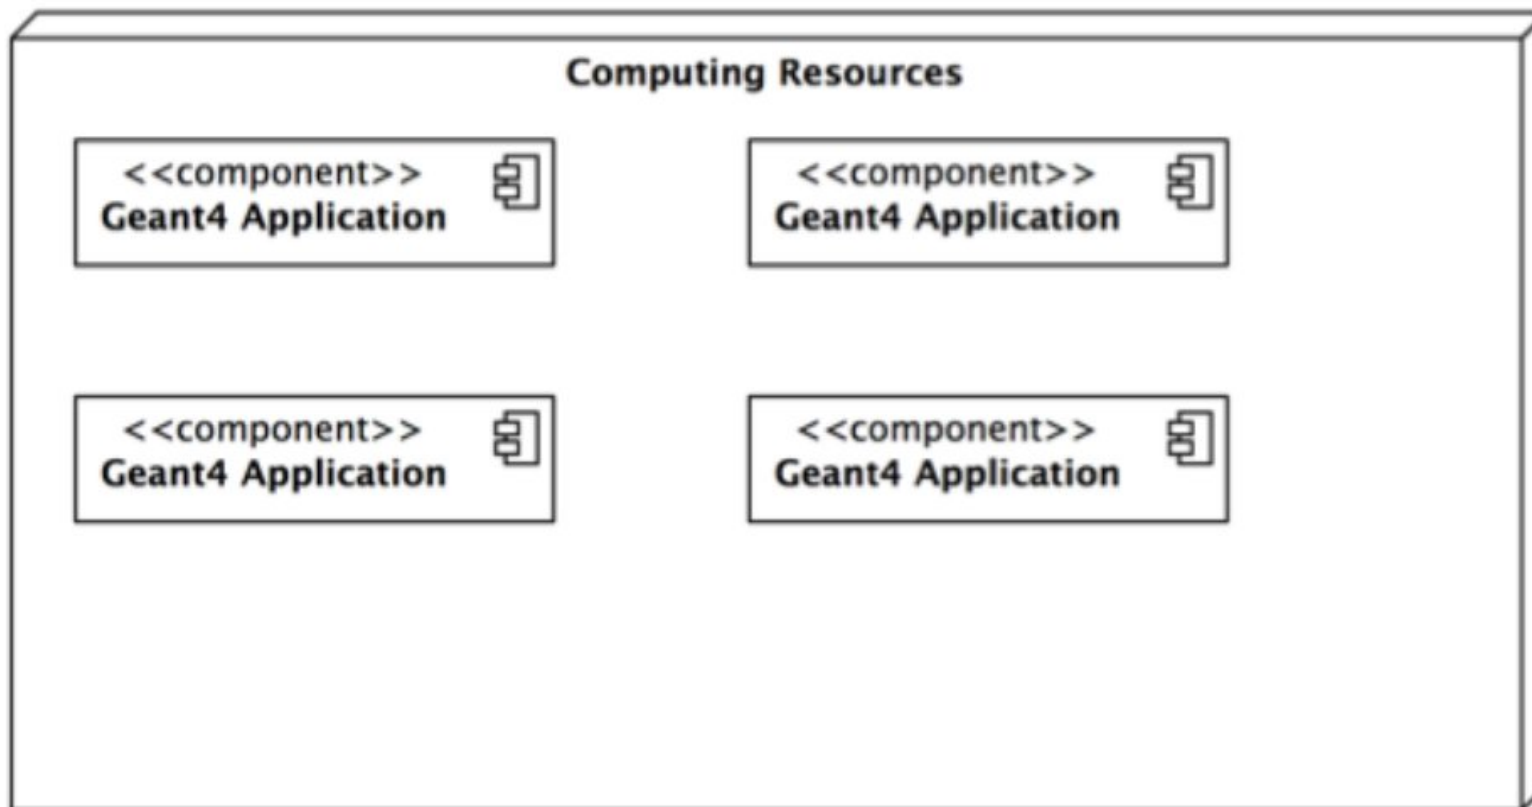 Computing Resources
<<component>>
Geant4 Application
<<component>>
Geant4 Application
<<component>>
Geant4 Application
<<component>>
Geant4 Application